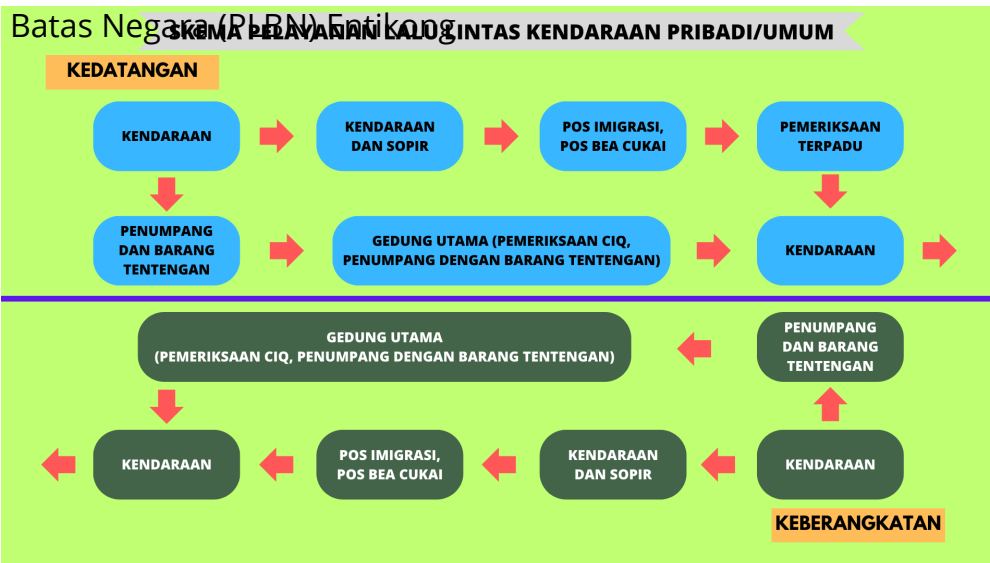 Batas Negara (PLBN) Entikong
SKEMA PELAYANAN LALU LINTAS KENDARAAN PRIBADI/UMUM
KEDATANGAN
KENDARAAN
KENDARAAN
DAN SOPIR
POS IMIGRASI,
POS BEA CUKAI
PEMERIKSAAN
TERPADU
PENUMPANG
DAN BARANG
TENTENGAN
GEDUNG UTAMA (PEMERIKSAAN CIQ,
PENUMPANG DENGAN BARANG TENTENGAN)
KENDARAAN
GEDUNG UTAMA
(PEMERIKSAAN CIQ, PENUMPANG DENGAN BARANG TENTENGAN)
PENUMPANG
DAN BARANG
TENTENGAN
KENDARAAN
POS IMIGRASI,
POS BEA CUKAI
KENDARAAN
DAN SOPIR
KENDARAAN
KEBERANGKATAN